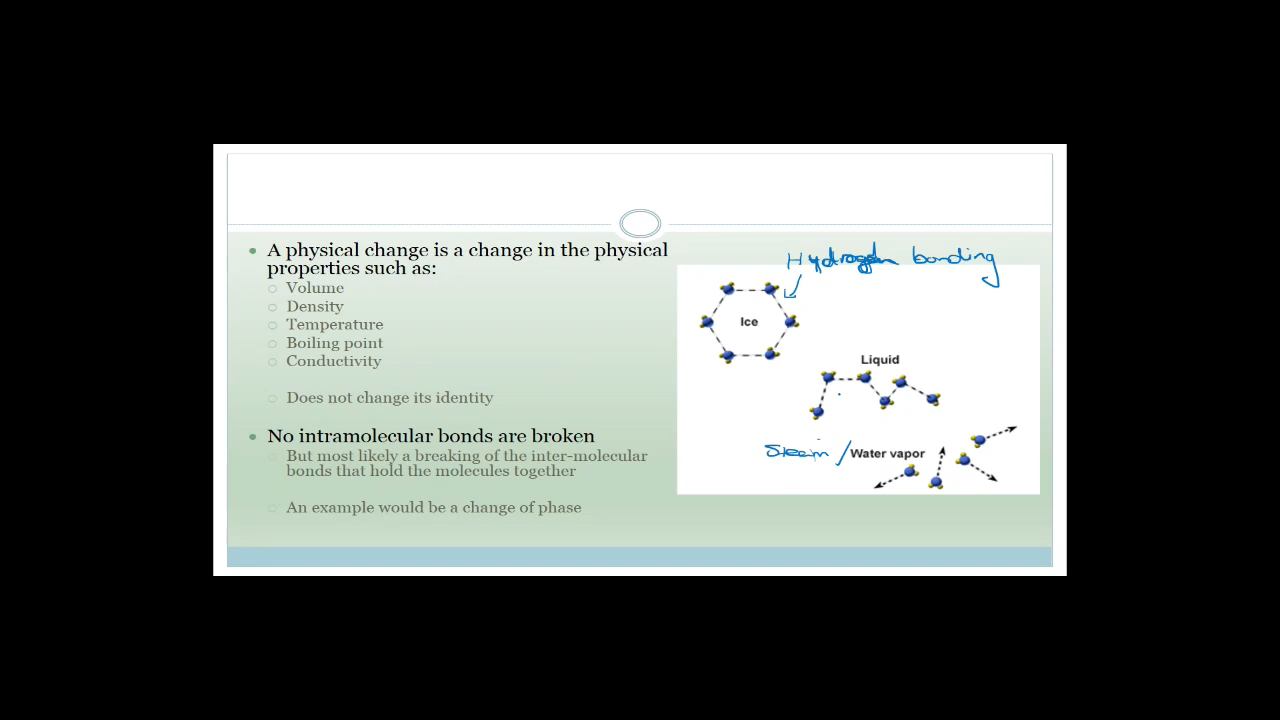 A physical change is a change in the physical
properties such as:
Volume
Density
Temperature
Boiling point
Conductivity
Does not change its identity
No intramolecular bonds are broken
But most likely a breaking of the inter-molecular
bonds that hold the molecules together
An example would be a change of phase
Hydrogen bonding
Ice
Liquid
Steam / Water vapor